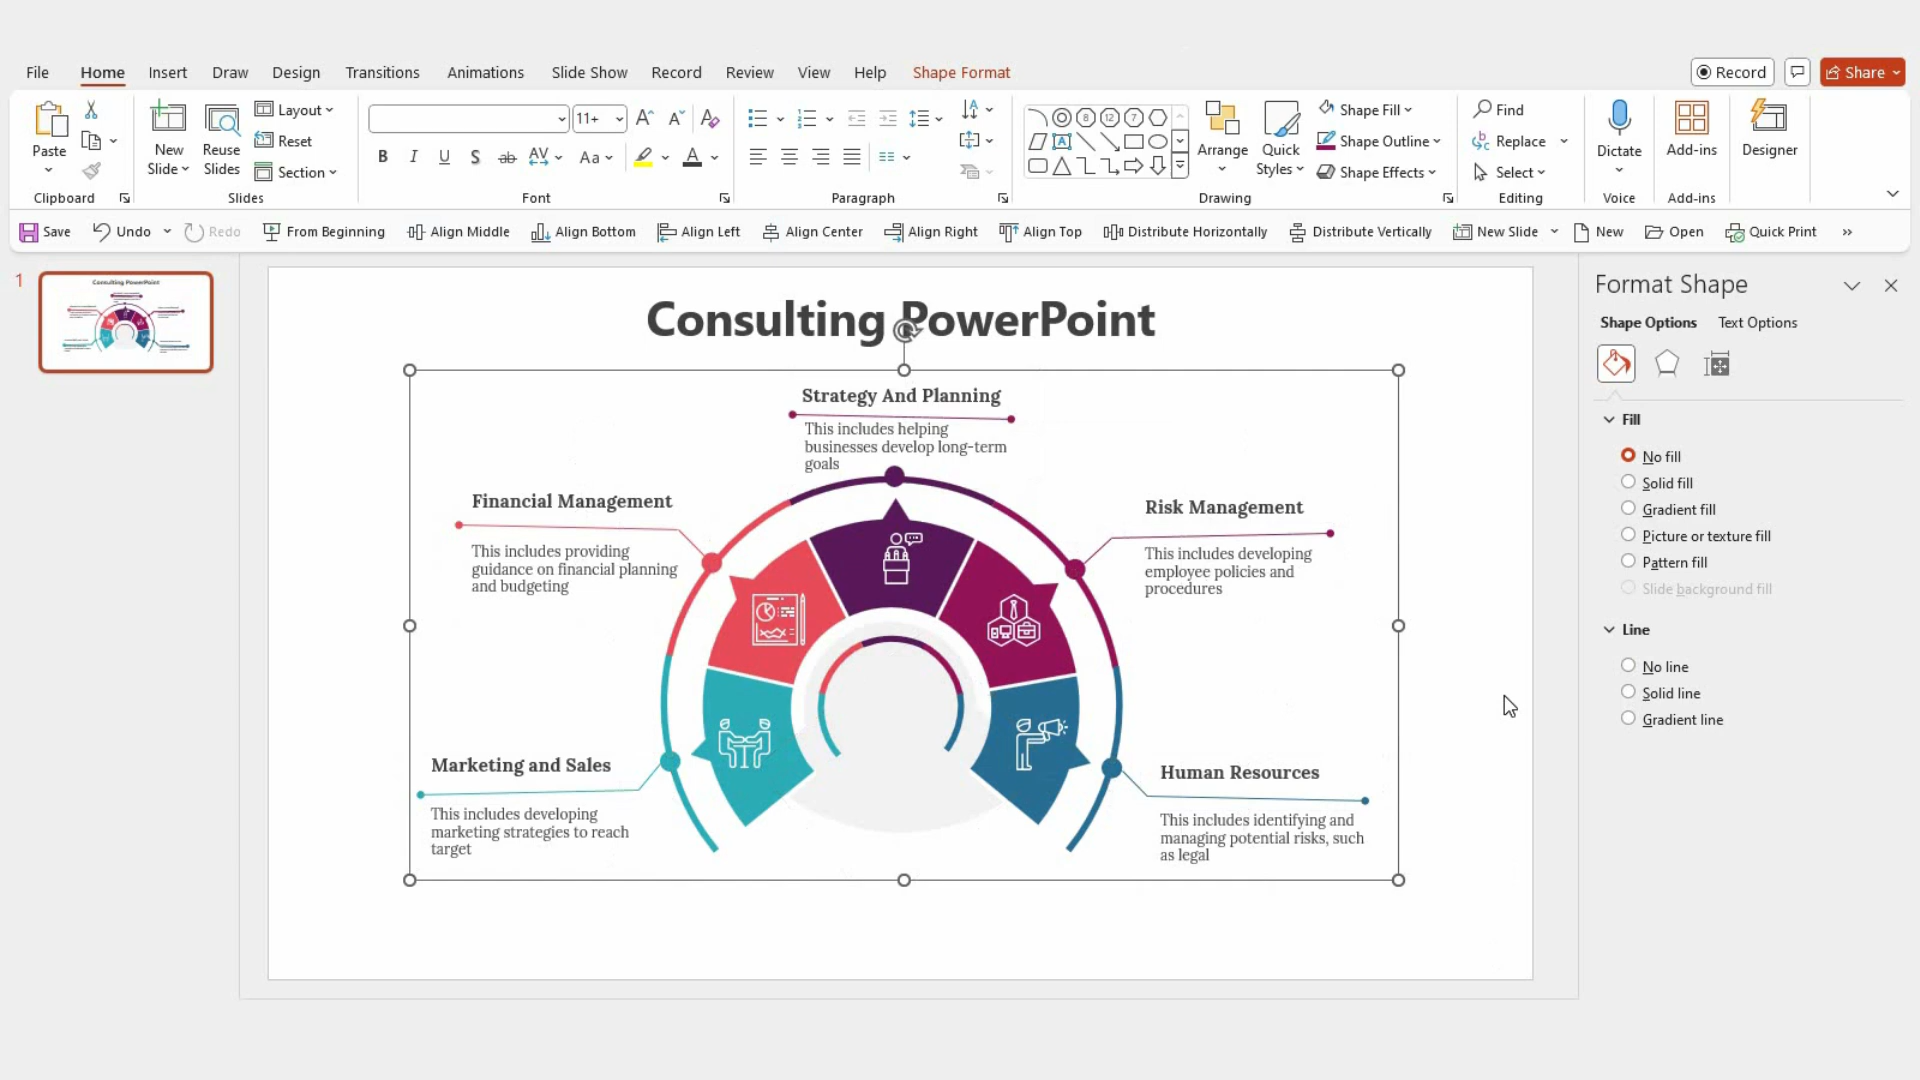 File Home Insert Draw Design Transitions Animations Slide Show Record Review View Help Shape Format
Record Share
Paste
New
Slide
Reuse
Slides
Layout
Reset
Section
11+
Shape Fill
Shape Outline
Shape Effects
Arrange
Quick
Styles
Find
Replace
Select
Dictate
Add-ins
Designer
Clipboard Slides Font Paragraph Drawing Editing Voice Add-ins
Save Undo Redo From Beginning Align Middle Align Bottom Align Left Align Center Align Right Align Top Distribute Horizontally Distribute Vertically New Slide New Open Quick Print
1
Consulting PowerPoint
Consulting PowerPoint
Strategy And Planning
This includes helping
businesses develop long-term
goals
Financial Management
This includes providing
guidance on financial planning
and budgeting
Risk Management
This includes developing
employee policies and
procedures
Marketing and Sales
This includes developing
marketing strategies to reach
target
Human Resources
This includes identifying and
managing potential risks, such
as legal
Format Shape
Shape Options Text Options
Fill
No fill
Solid fill
Gradient fill
Picture or texture fill
Pattern fill
Slide background fill
Line
No line
Solid line
Gradient line